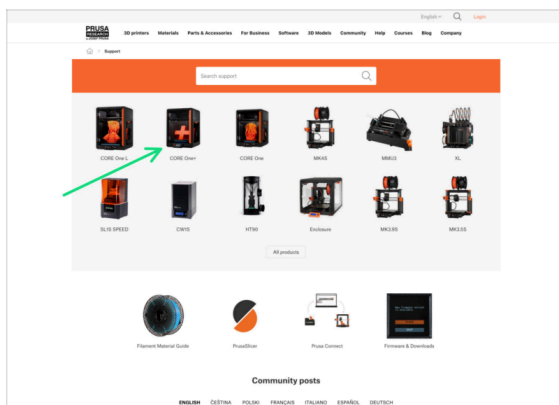 English
Login
PRUSA
RESEARCH
by JOSEF PRUSA
3D printers Materials Parts & Accessories For Business Software 3D Models Community Help Courses Blog Company
Support
Search support
CORE One L CORE One+ CORE One MK4S MMU3 XL
SL1S SPEED CW1S HT90 Enclosure MK3.9S MK3.5S
All products
Filament Material Guide PrusaSlicer Prusa Connect Firmware & Downloads
Community posts
ENGLISH ČEŠTINA POLSKI FRANÇAIS ITALIANO ESPAÑOL DEUTSCH